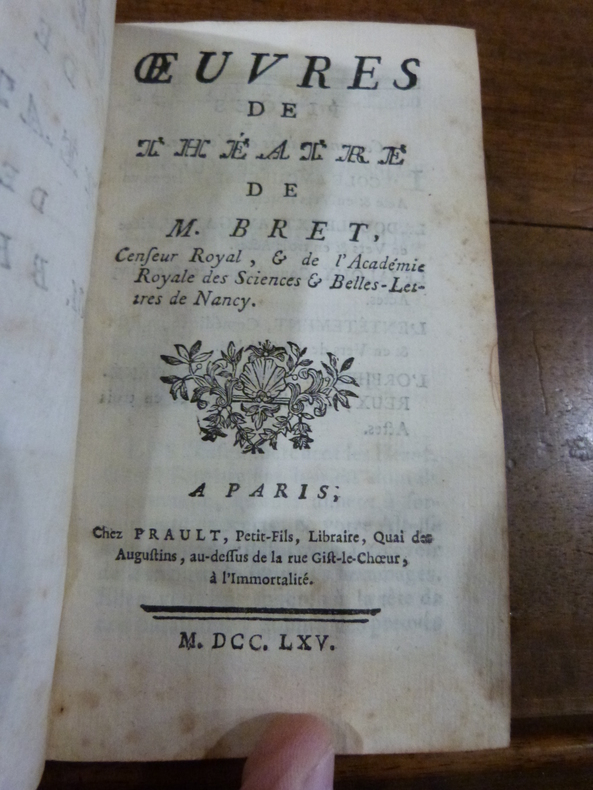 ŒUVRES
DE
THÉATRE
DE
M. BRET,
Cenſeur Royal, & de l'Académie
Royale des Sciences & Belles-Let-
tres de Nancy.
A PARIS;
Chez PRAULT, Petit-Fils, Libraire, Quai des
Auguſtins, au-deſſus de la rue Giſt-le-Chœur,
à l'Immortalité.
M. DCC. LXV.